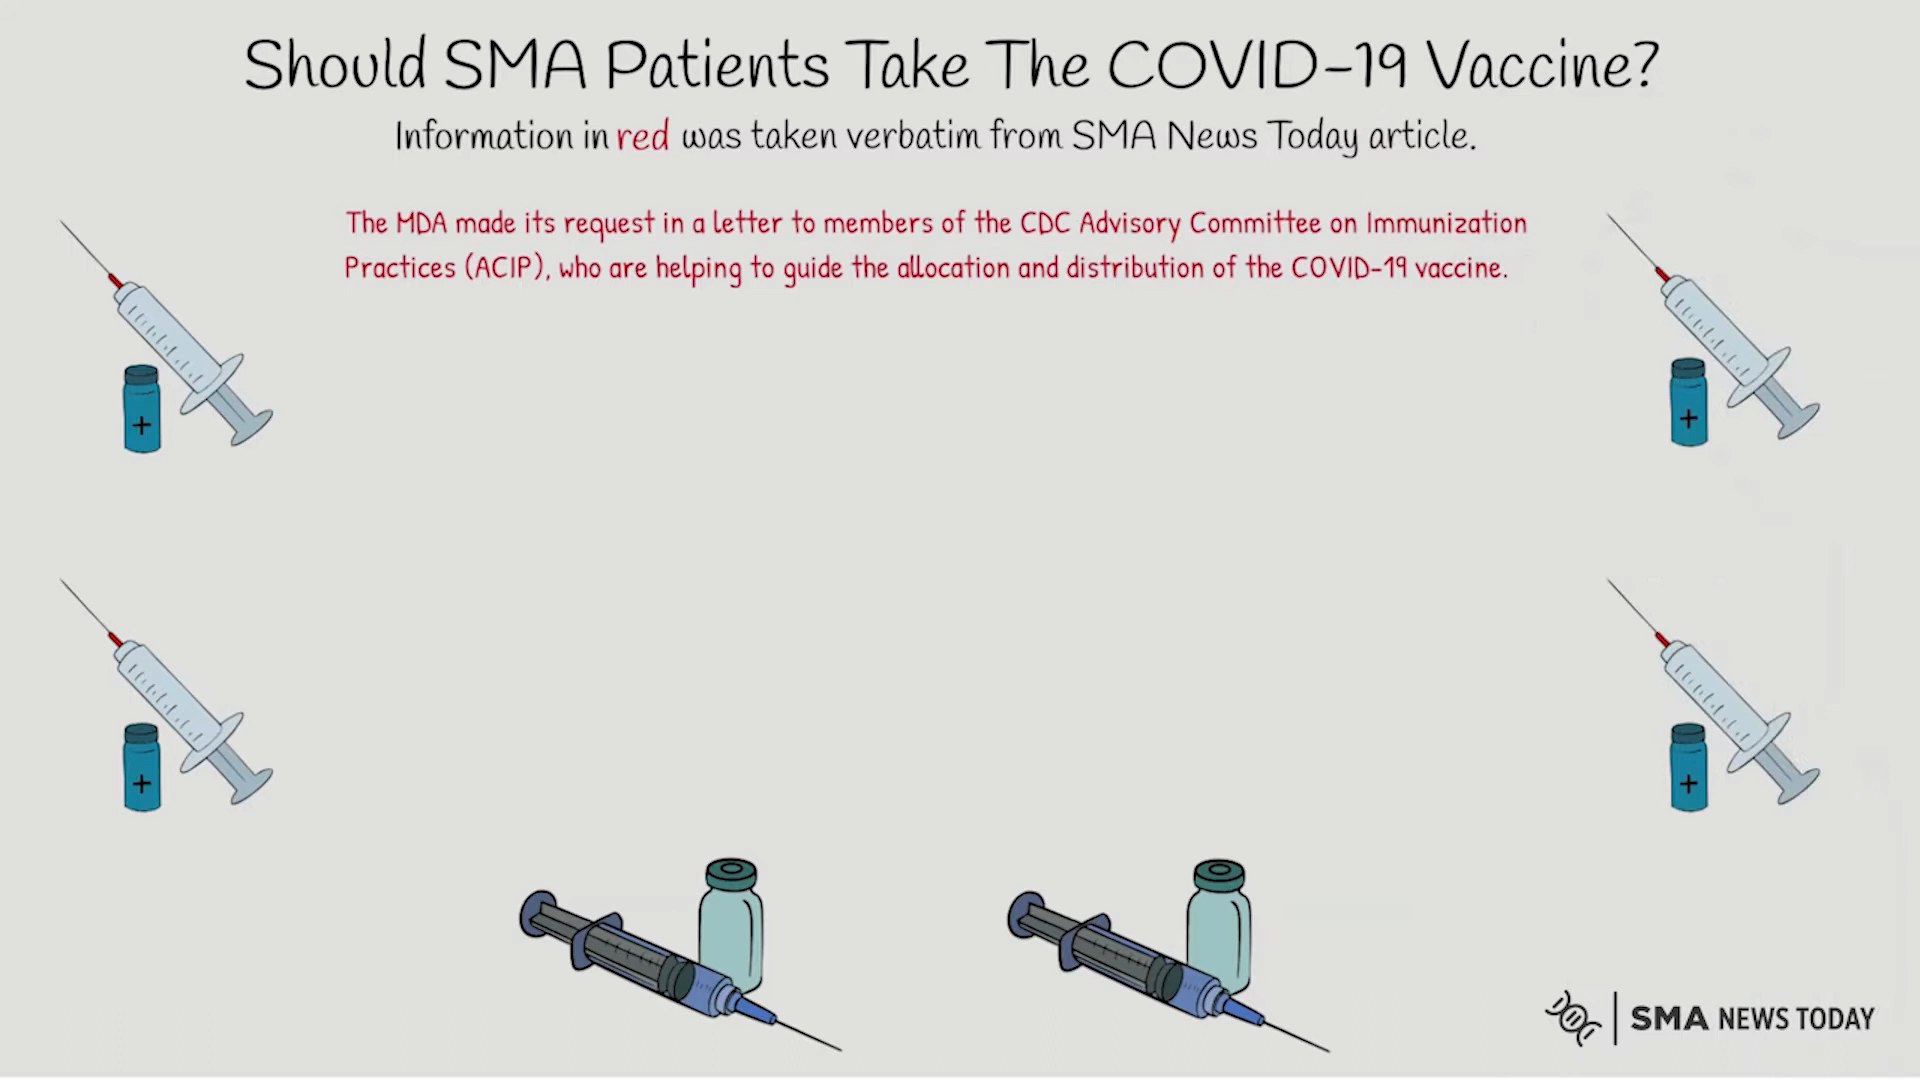 Should SMA Patients Take The COVID-19 Vaccine?
Information in red was taken verbatim from SMA News Today article.
The MDA made its request in a letter to members of the CDC Advisory Committee on Immunization
Practices (ACIP), who are helping to guide the allocation and distribution of the COVID-19 vaccine.
SMA NEWS TODAY